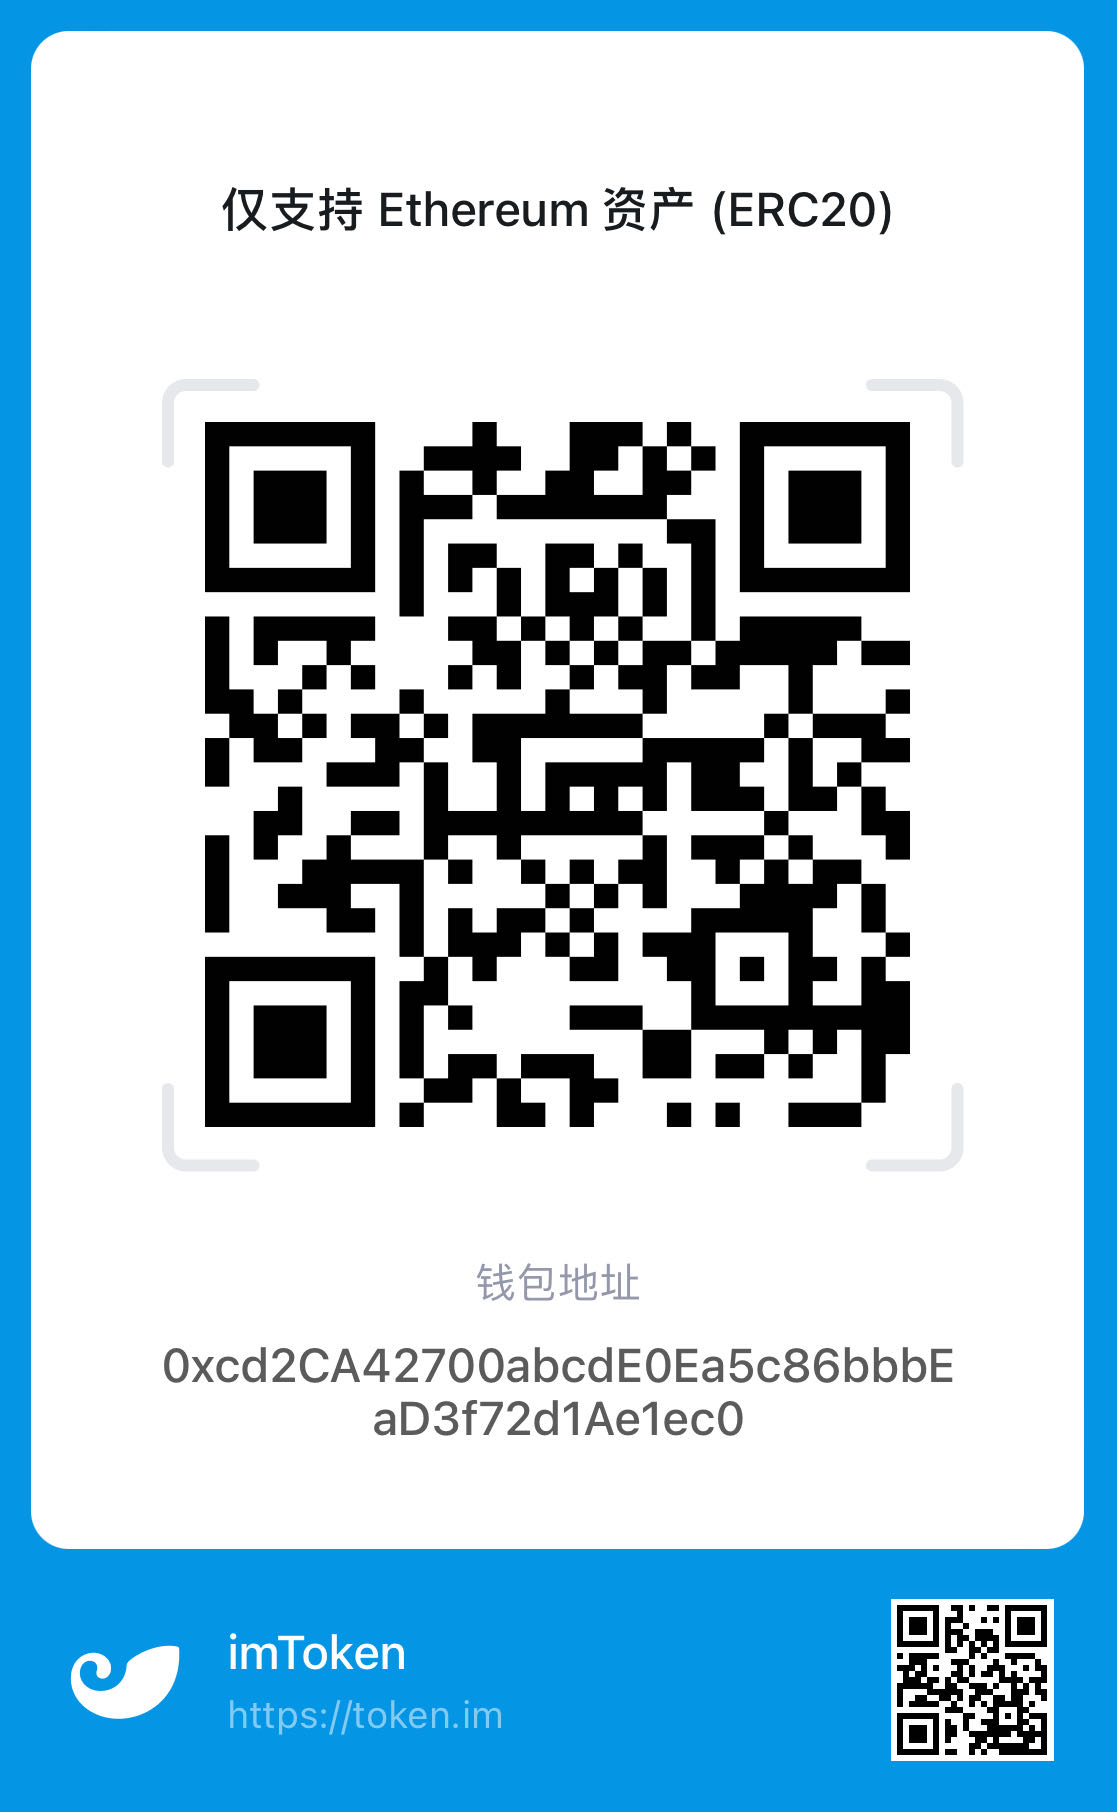 仅支持 Ethereum 资产 (ERC20)
钱包地址
0xcd2CA42700abcdE0Ea5c86bbbE
aD3f72d1Ae1ec0
imToken
https://token.im